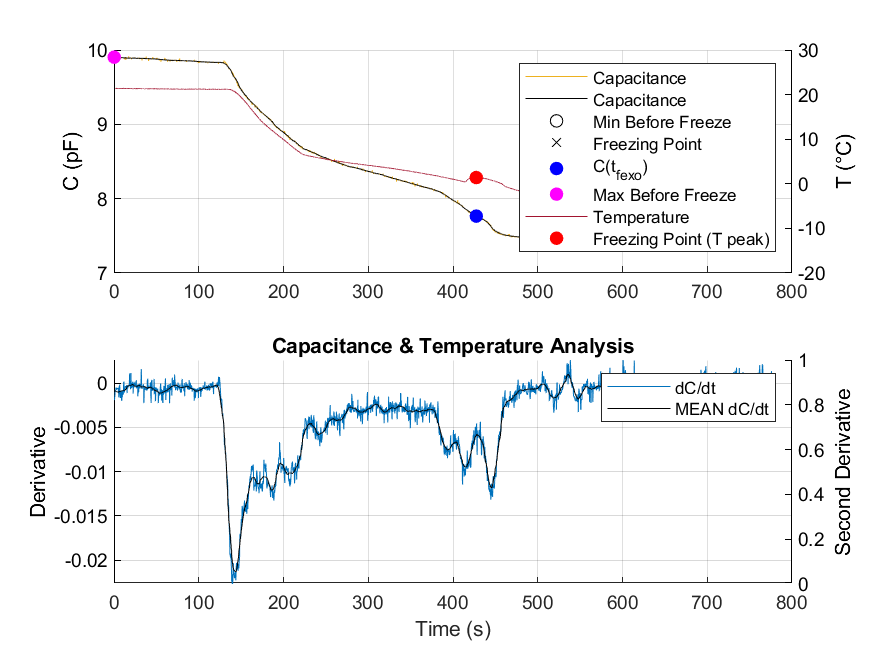 10
9
8
7
C (pF)
30
20
10
0
-10
-20
T (°C)
Capacitance
Capacitance
Min Before Freeze
Freezing Point
C(t_fexo)
Max Before Freeze
Temperature
Freezing Point (T peak)
0 100 200 300 400 500 600 700 800
Capacitance & Temperature Analysis
0
-0.005
-0.01
-0.015
-0.02
Derivative
1
0.8
0.6
0.4
0.2
0
Second Derivative
dC/dt
MEAN dC/dt
0 100 200 300 400 500 600 700 800
Time (s)